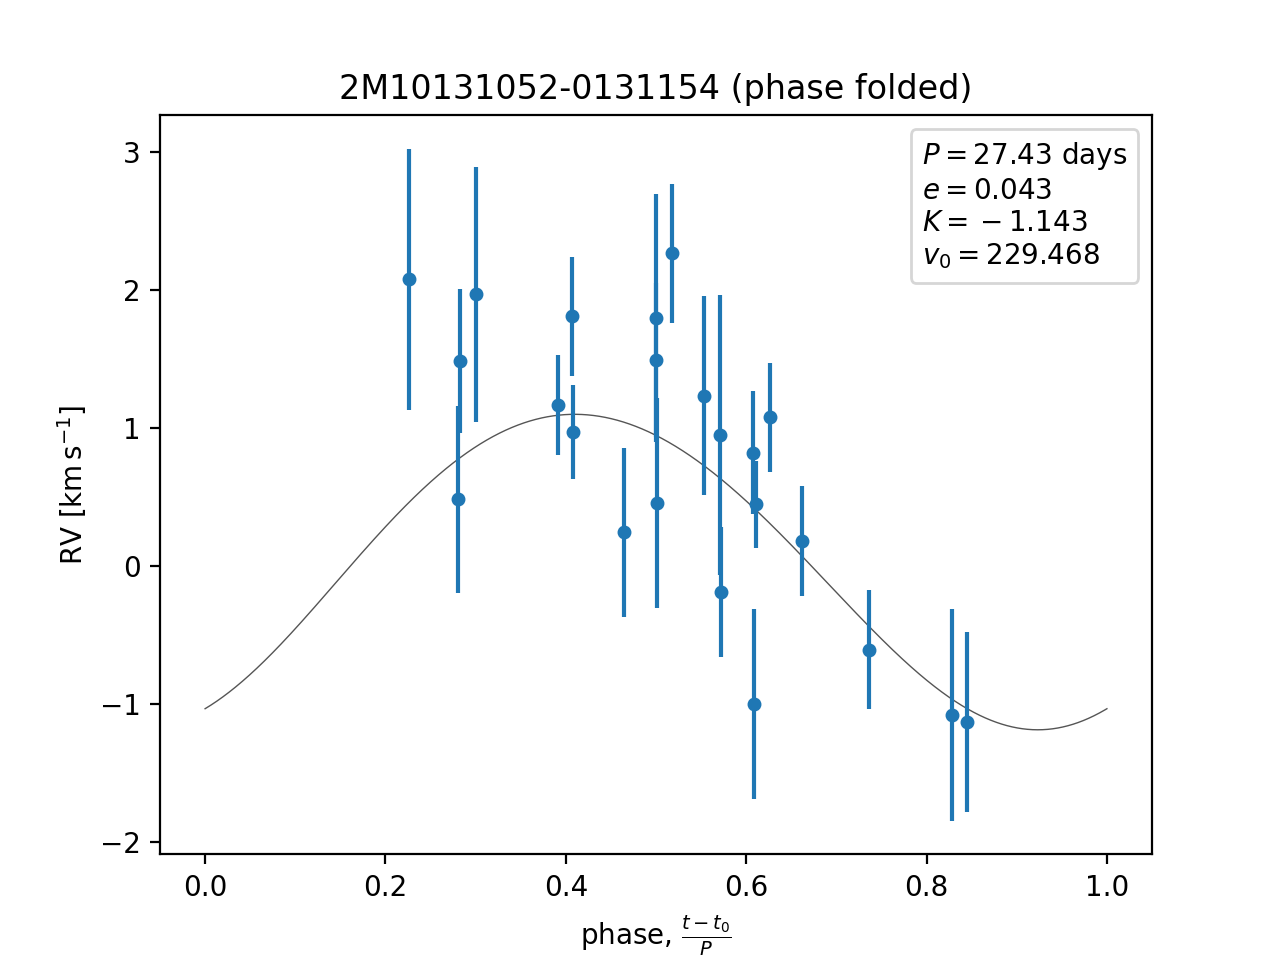 2M10131052-0131154 (phase folded)
P = 27.43 days
e = 0.043
K = −1.143
v₀ = 229.468
RV [km s⁻¹]
3
2
1
0
−1
−2
0.0 0.2 0.4 0.6 0.8 1.0
phase, (t − t₀)/P